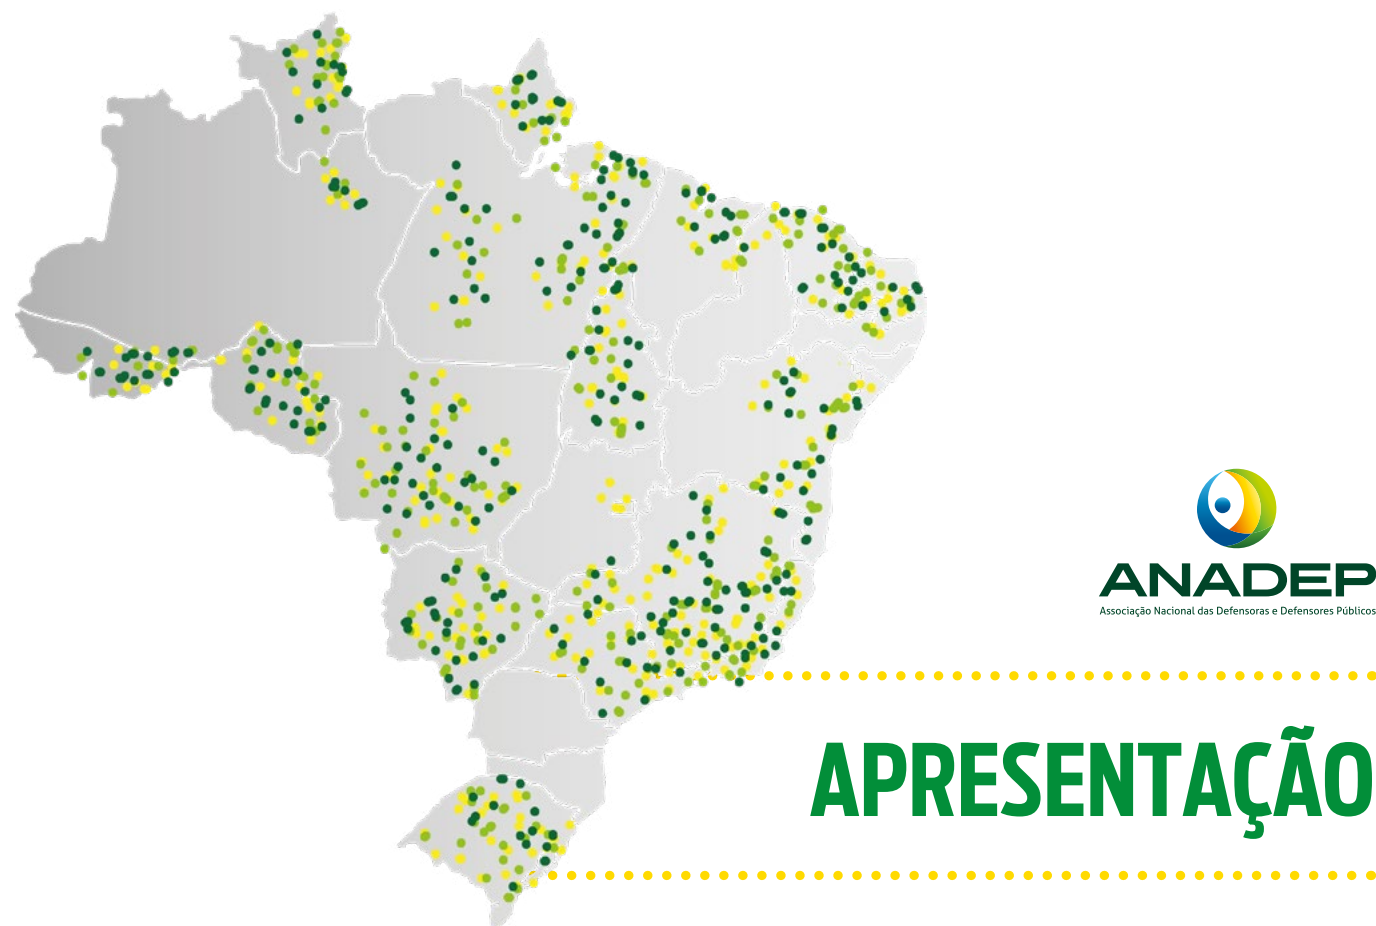 ANADEP
Associação Nacional das Defensoras e Defensores Públicos
APRESENTAÇÃO